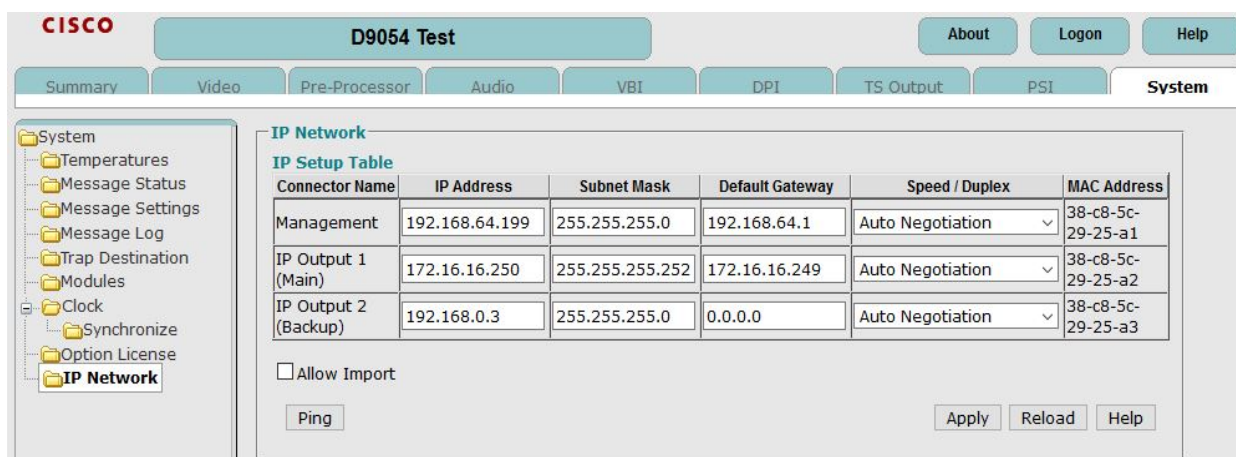 CISCO
D9054 Test
About
Logon
Help
Summary
Video
Pre-Processor
Audio
VBI
DPI
TS Output
PSI
System
System
Temperatures
Message Status
Message Settings
Message Log
Trap Destination
Modules
Clock
Synchronize
Option License
IP Network
IP Network
IP Setup Table
Connector Name IP Address Subnet Mask Default Gateway Speed / Duplex MAC Address
Management 192.168.64.199 255.255.255.0 192.168.64.1 Auto Negotiation 38-c8-5c-
29-25-a1
IP Output 1
(Main) 172.16.16.250 255.255.255.252 172.16.16.249 Auto Negotiation 38-c8-5c-
29-25-a2
IP Output 2
(Backup) 192.168.0.3 255.255.255.0 0.0.0.0 Auto Negotiation 38-c8-5c-
29-25-a3
Allow Import
Ping
Apply
Reload
Help